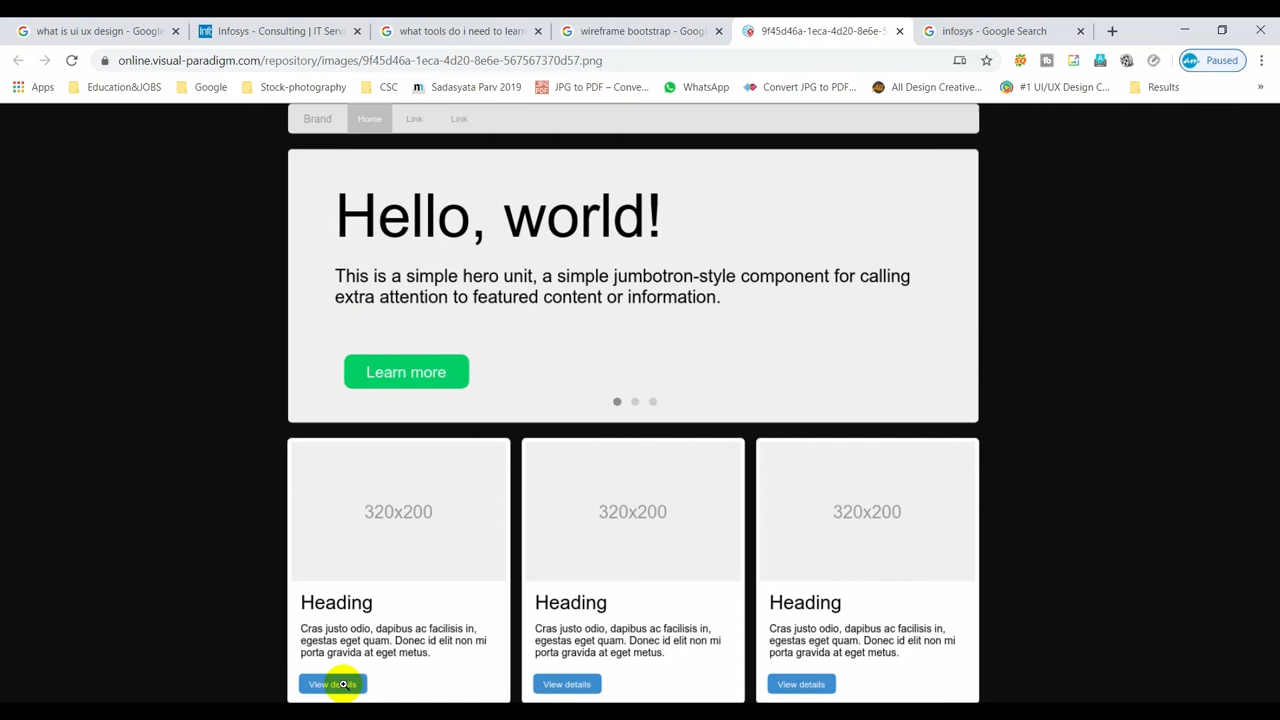 what is ui ux design - Google
Infosys - Consulting | IT Serv
what tools do i need to learn
wireframe bootstrap - Google
9f45d46a-1eca-4d20-8e6e-5
infosys - Google Search
online.visual-paradigm.com/repository/images/9f45d46a-1eca-4d20-8e6e-567567370d57.png
Paused
Apps
Education&JOBS
Google
Stock-photography
CSC
Sadasyata Parv 2019
JPG to PDF – Conve...
WhatsApp
Convert JPG to PDF...
All Design Creative...
#1 UI/UX Design C...
Results
»
Brand Home Link Link
Hello, world!
This is a simple hero unit, a simple jumbotron-style component for calling
extra attention to featured content or information.
Learn more
320x200 320x200 320x200
Heading
Cras justo odio, dapibus ac facilisis in,
egestas eget quam. Donec id elit non mi
porta gravida at eget metus.
View details
Heading
Cras justo odio, dapibus ac facilisis in,
egestas eget quam. Donec id elit non mi
porta gravida at eget metus.
View details
Heading
Cras justo odio, dapibus ac facilisis in,
egestas eget quam. Donec id elit non mi
porta gravida at eget metus.
View details